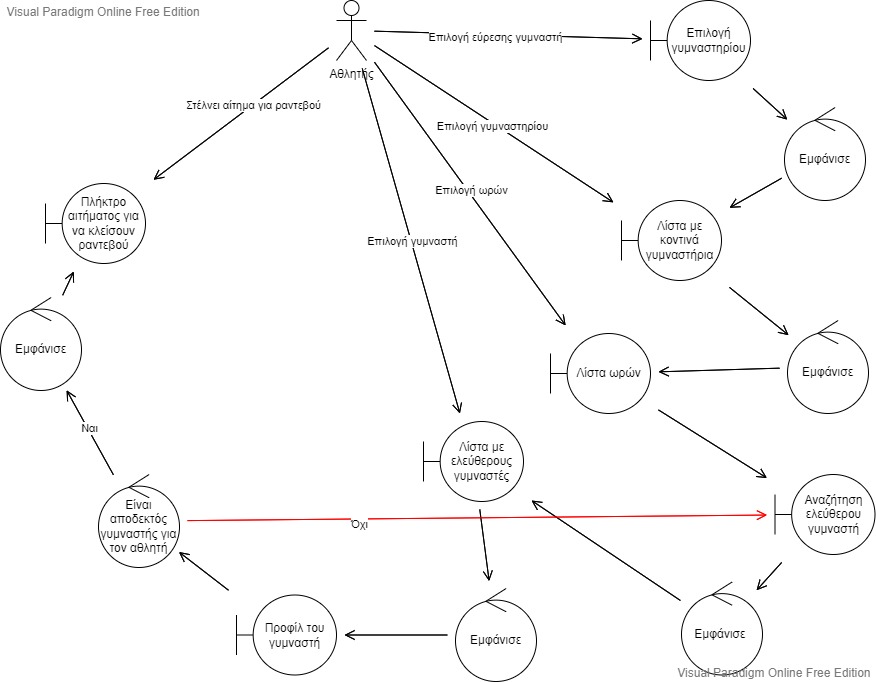 Visual Paradigm Online Free Edition
Επιλογή εύρεσης γυμναστή
Επιλογή
γυμναστηρίου
Αθλητής
Στέλνει αίτημα για ραντεβού
Επιλογή γυμναστηρίου
Εμφάνισε
Επιλογή ωρών
Πλήκτρο
αιτήματος για
να κλείσουν
ραντεβού
Λίστα με
κοντινά
γυμναστήρια
Επιλογή γυμναστή
Εμφάνισε
Λίστα ωρών
Εμφάνισε
Ναι
Λίστα με
ελεύθερους
γυμναστές
Είναι
αποδεκτός
γυμναστής για
τον αθλητή
Όχι
Αναζήτηση
ελεύθερου
γυμναστή
Προφίλ του
γυμναστή
Εμφάνισε
Εμφάνισε
Visual Paradigm Online Free Edition